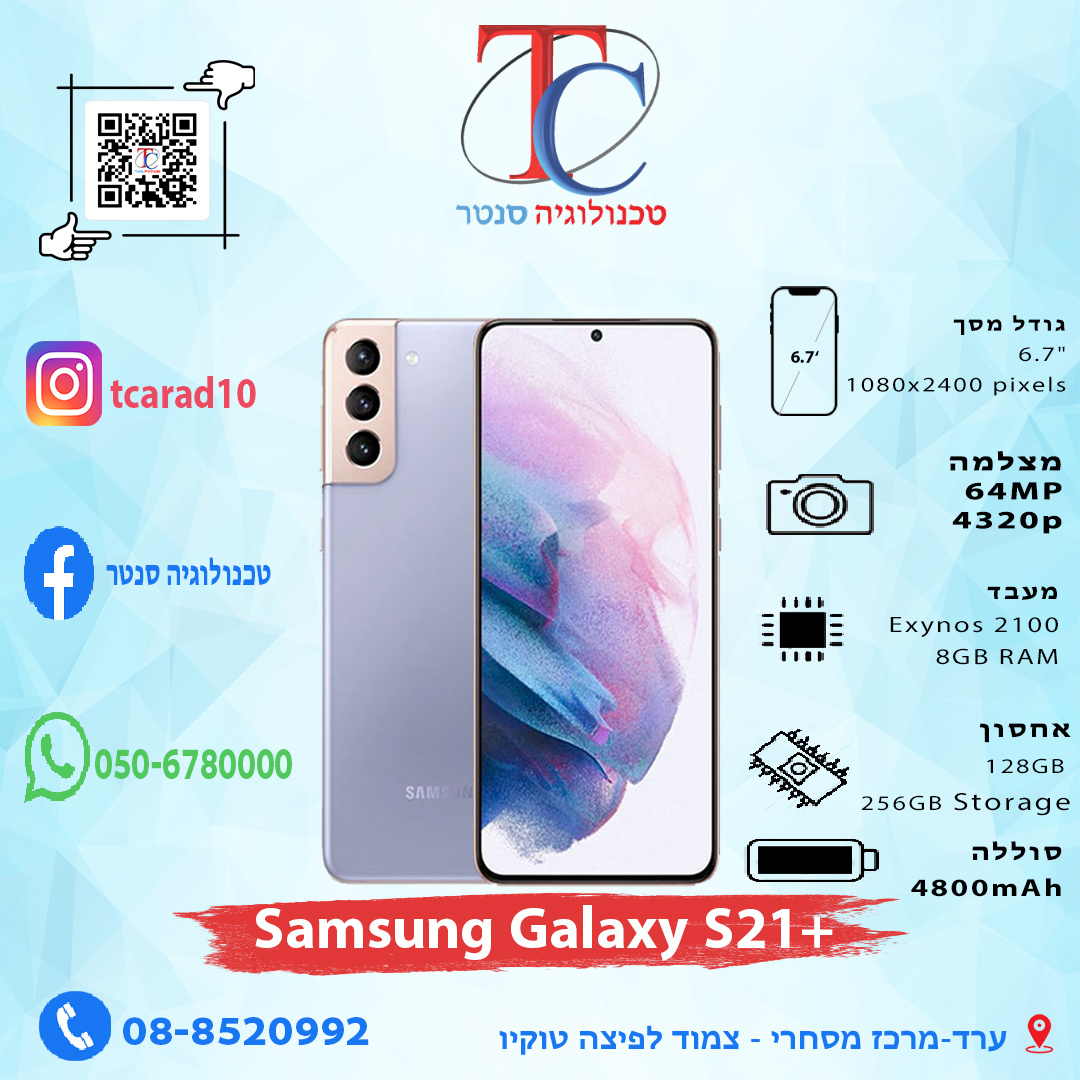 TC
טכנולוגיה סנטר
TC
tcarad10
טכנולוגיה סנטר
050-6780000
SAMSUN
6.7‘
גודל מסך
6.7"
1080x2400 pixels
מצלמה
64MP
4320p
מעבד
Exynos 2100
8GB RAM
אחסון
128GB
256GB Storage
סוללה
4800mAh
Samsung Galaxy S21+
08-8520992
ערד-מרכז מסחרי - צמוד לפיצה טוקיו